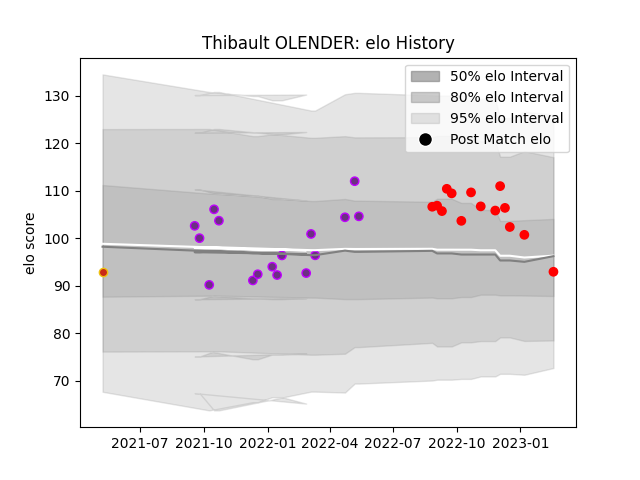 Thibault OLENDER: elo History
50% elo Interval
80% elo Interval
95% elo Interval
Post Match elo
elo score
130
120
110
100
90
80
70
2021-07 2021-10 2022-01 2022-04 2022-07 2022-10 2023-01